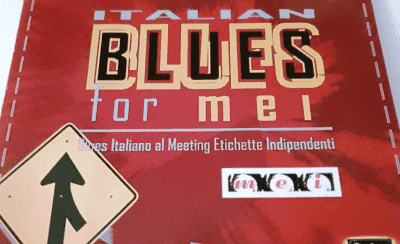 ITALIAN
BLUES
for mei
Blues Italiano al Meeting Etichette Indipendenti
mei